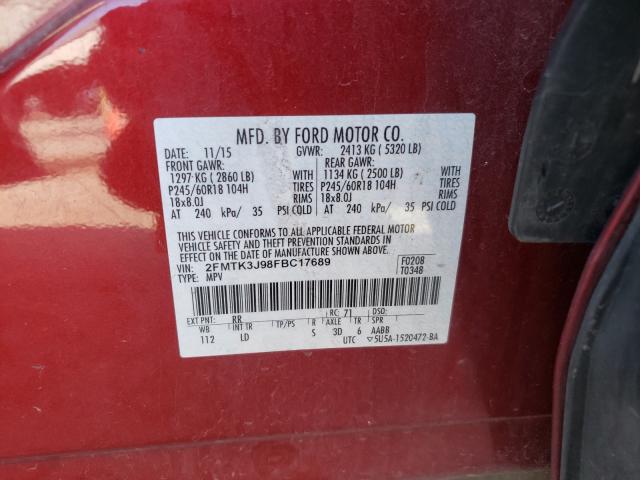 MFD. BY FORD MOTOR CO.
DATE: 11/15 GVWR: 2413 KG ( 5320 LB)
FRONT GAWR: REAR GAWR:
1297 KG ( 2860 LB) WITH 1134 KG ( 2500 LB) WITH
P245/60R18 104H TIRES P245/60R18 104H TIRES
18x8.0J RIMS 18x8.0J RIMS
AT 240 kPa/ 35 PSI COLD AT 240 kPa/ 35 PSI COLD
THIS VEHICLE CONFORMS TO ALL APPLICABLE FEDERAL MOTOR
VEHICLE SAFETY AND THEFT PREVENTION STANDARDS IN EFFECT
ON THE DATE OF MANUFACTURE SHOWN ABOVE.
VIN: 2FMTK3J98FBC17689 F0208
TYPE: MPV T0348
EXT PNT: RR RC: 71
WB INT TR TP/PS R AXLE TR SPR
112 LD S 3D 6 AABB
UTC 5U5A-1520472-BA